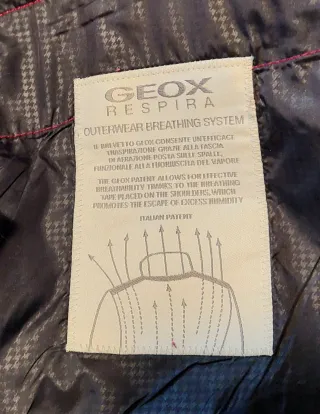 GEOX
RESPIRA
OUTERWEAR BREATHING SYSTEM
IL BREVETTO GEOX CONSENTE UN'EFFICACE
TRASPIRAZIONE GRAZIE ALLA FASCIA
DI AERAZIONE POSTA SULLE SPALLE,
FUNZIONALE ALLA FUORIUSCITA DEL VAPORE
THE GEOX PATENT ALLOWS FOR EFFECTIVE
BREATHABILITY THANKS TO THE BREATHING
TAPE PLACED ON THE SHOULDERS, WHICH
PROMOTES THE ESCAPE OF EXCESS HUMIDITY
ITALIAN PATENT